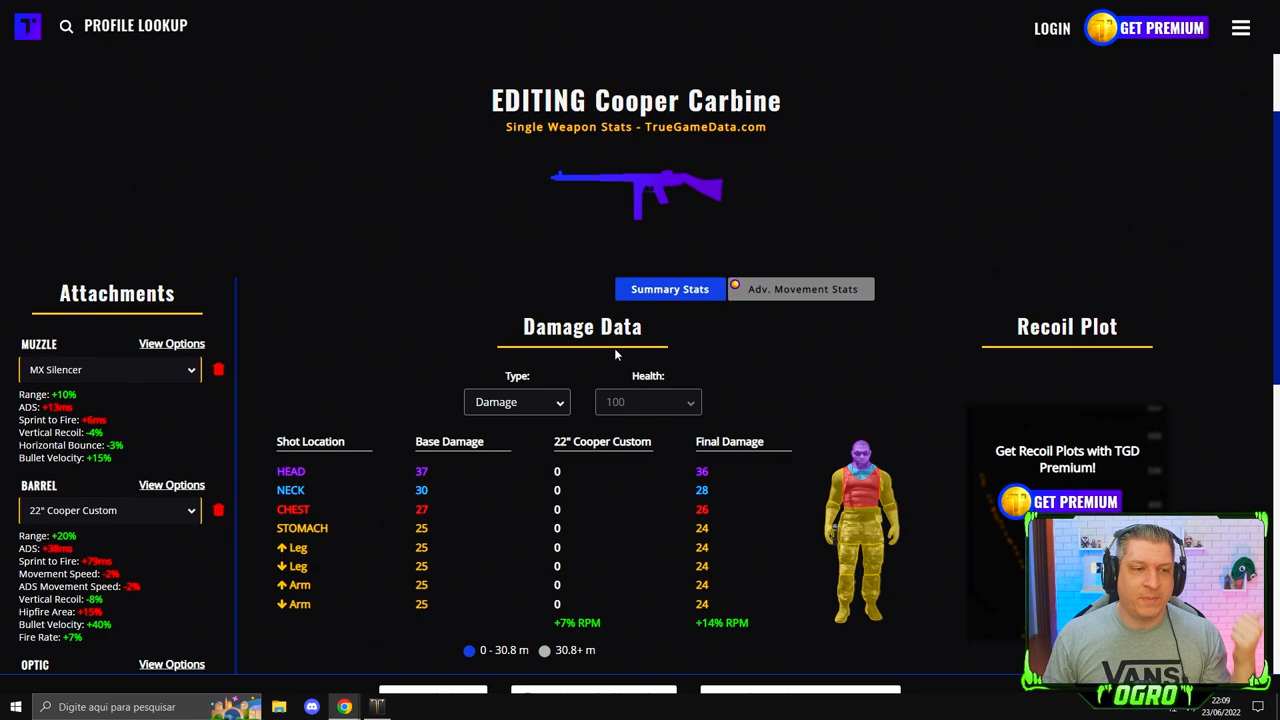 PROFILE LOOKUP
LOGIN
GET PREMIUM
EDITING Cooper Carbine
Single Weapon Stats - TrueGameData.com
Attachments
MUZZLE View Options
MX Silencer
Range: +10%
ADS: +13ms
Sprint to Fire: +6ms
Vertical Recoil: -4%
Horizontal Bounce: -3%
Bullet Velocity: +15%
BARREL View Options
22" Cooper Custom
Range: +20%
ADS: +38ms
Sprint to Fire: +79ms
Movement Speed: -2%
ADS Movement Speed: -2%
Vertical Recoil: -8%
Hipfire Area: +15%
Bullet Velocity: +40%
Fire Rate: +7%
OPTIC View Options
Summary Stats
Adv. Movement Stats
Damage Data
Type: Health:
Damage 100
Shot Location Base Damage 22" Cooper Custom Final Damage
HEAD 37 0 36
NECK 30 0 28
CHEST 27 0 26
STOMACH 25 0 24
↑ Leg 25 0 24
↓ Leg 25 0 24
↑ Arm 25 0 24
↓ Arm 25 0 24
+7% RPM +14% RPM
0 - 30.8 m 30.8+ m
Recoil Plot
Get Recoil Plots with TGD
Premium!
GET PREMIUM
VANS
OGRO
Digite aqui para pesquisar
22:09
23/06/2022